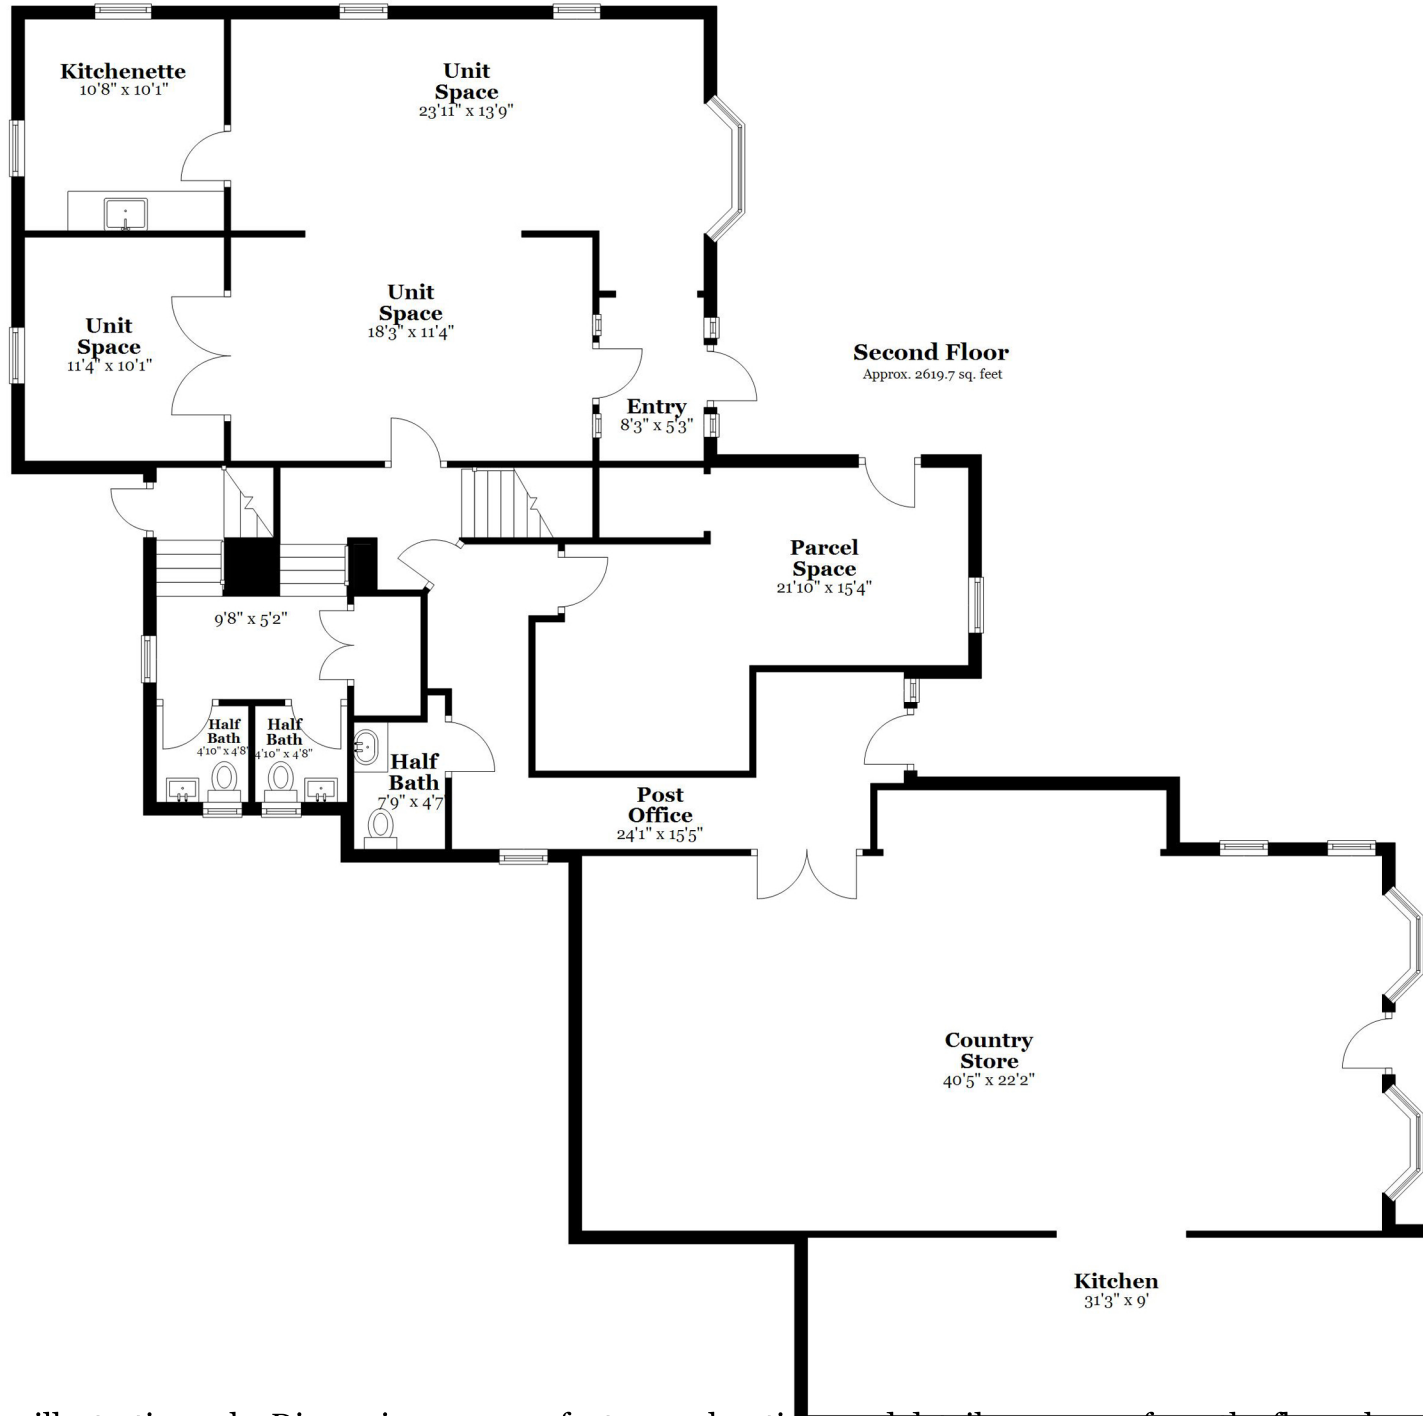 Kitchenette
10'8" x 10'1"
Unit
Space
23'11" x 13'9"
Unit
Space
11'4" x 10'1"
Unit
Space
18'3" x 11'4"
Entry
8'3" x 5'3"
Second Floor
Approx. 2619.7 sq. feet
Parcel
Space
21'10" x 15'4"
9'8" x 5'2"
Half
Bath
4'10" x 4'8"
Half
Bath
4'10" x 4'8"
Half
Bath
7'9" x 4'7
Post
Office
24'1" x 15'5"
Country
Store
40'5" x 22'2"
Kitchen
31'3" x 9'